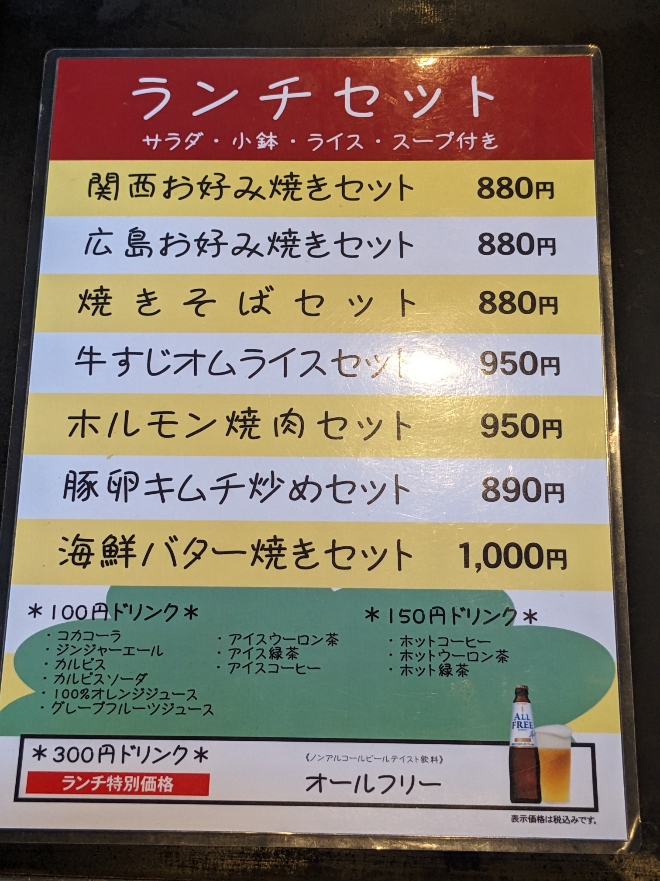 ランチセット
サラダ・小鉢・ライス・スープ付き
関西お好み焼きセット 880円
広島お好み焼きセット 880円
焼きそばセット 880円
牛すじオムライスセット 950円
ホルモン焼肉セット 950円
豚卵キムチ炒めセット 890円
海鮮バター焼きセット 1,000円
*100円ドリンク*
・コカコーラ
・ジンジャーエール
・カルピス
・カルピスソーダ
・100%オレンジジュース
・グレープフルーツジュース
・アイスウーロン茶
・アイス緑茶
・アイスコーヒー
*150円ドリンク*
・ホットコーヒー
・ホットウーロン茶
・ホット緑茶
*300円ドリンク*
ランチ特別価格
《ノンアルコールビールテイスト飲料》
オールフリー
ALL
FREE
表示価格は税込みです。